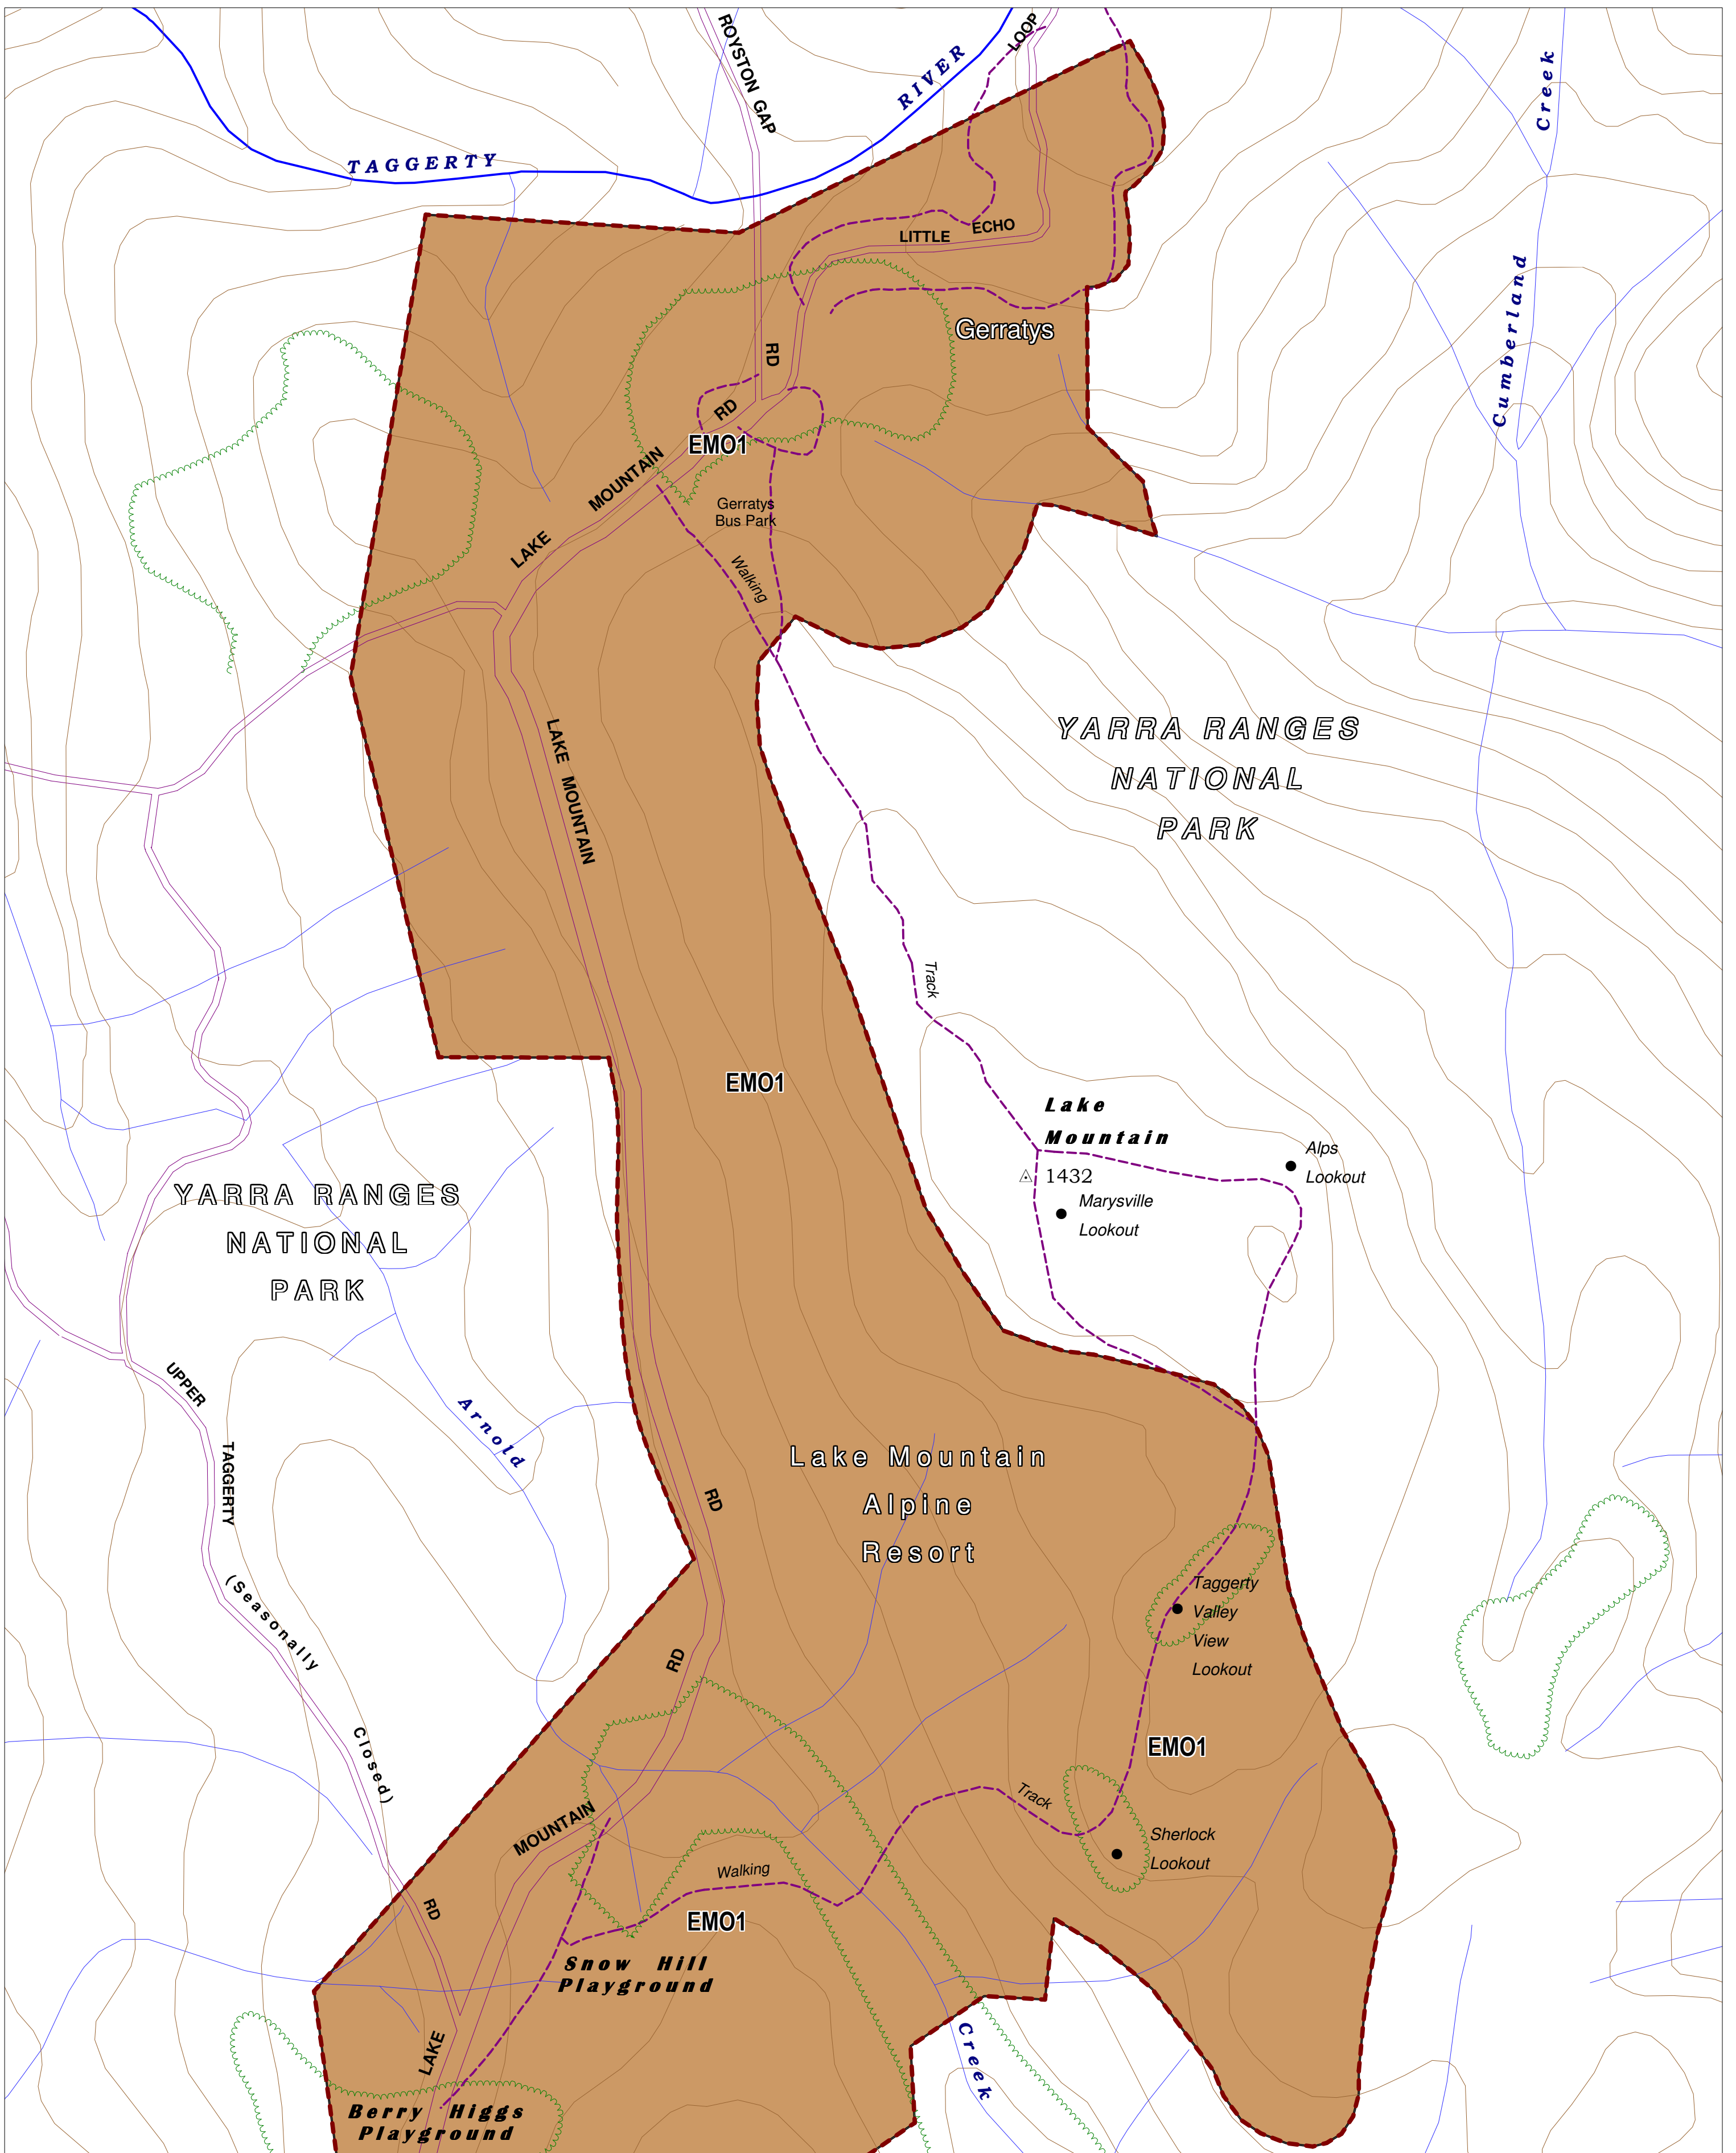 ROYSTON GAP
LOOP
RIVER
Creek
TAGGERTY
LITTLE ECHO
Cumberland
Gerratys
RD
RD
EMO1
MOUNTAIN
LAKE
Gerratys
Bus Park
Walking
LAKE MOUNTAIN
YARRA RANGES
NATIONAL
PARK
Track
EMO1
Lake
Mountain
1432
Alps
Lookout
Marysville
Lookout
YARRA RANGES
NATIONAL
PARK
UPPER
TAGGERTY
(Seasonally
Closed)
RD
Arnold
RD
Lake Mountain
Alpine
Resort
Taggerty
Valley
View
Lookout
RD
EMO1
Track
MOUNTAIN
Sherlock
Lookout
Walking
EMO1
Snow Hill
Playground
LAKE
Creek
Berry Higgs
Playground